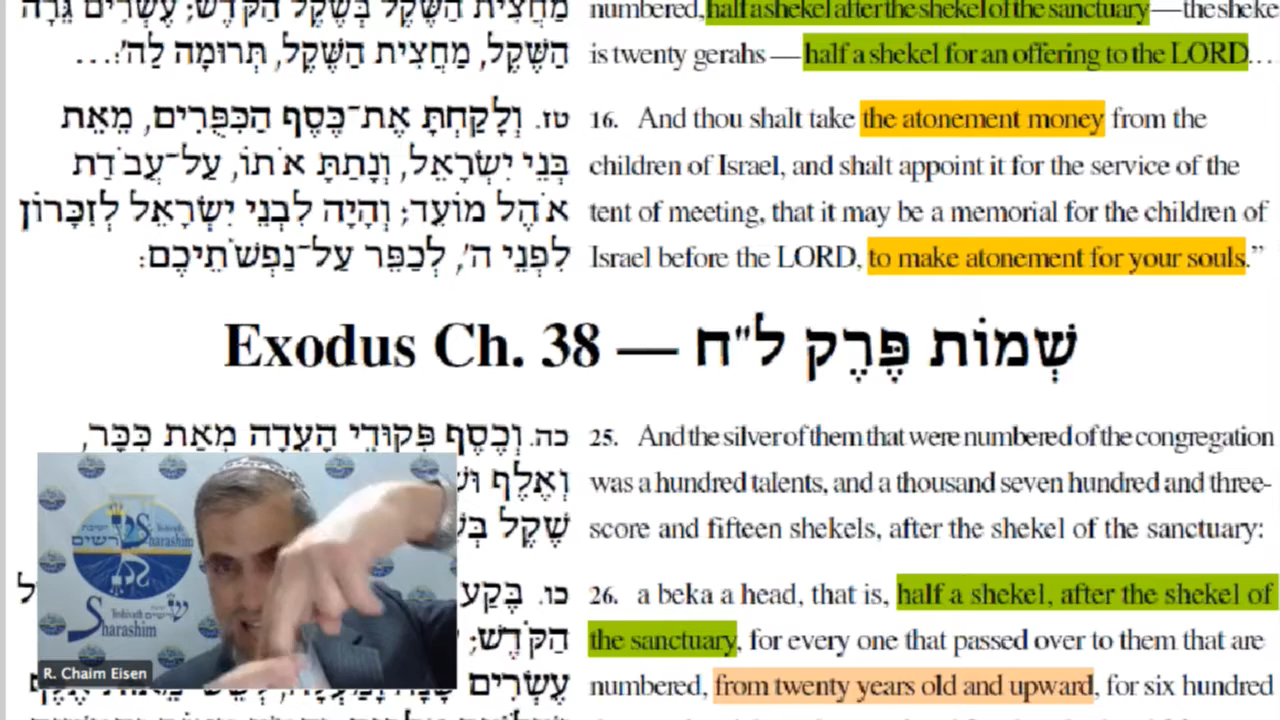 מַחֲצִית הַשֶּׁקֶל בְּשֶׁקֶל הַקֹּדֶשׁ; עֶשְׂרִים גֵּרָה
הַשֶּׁקֶל, מַחֲצִית הַשֶּׁקֶל, תְּרוּמָה לַה'!...
טז. וְלָקַחְתָּ אֶת־כֶּסֶף הַכִּפֻּרִים, מֵאֵת
בְּנֵי יִשְׂרָאֵל, וְנָתַתָּ אֹתוֹ, עַל־עֲבֹדַת
אֹהֶל מוֹעֵד; וְהָיָה לִבְנֵי יִשְׂרָאֵל לְזִכָּרוֹן
לִפְנֵי ה', לְכַפֵּר עַל־נַפְשֹׁתֵיכֶם:
numbered, half a shekel after the shekel of the sanctuary — the sheke
is twenty gerahs — half a shekel for an offering to the LORD…
16. And thou shalt take the atonement money from the
children of Israel, and shalt appoint it for the service of the
tent of meeting, that it may be a memorial for the children of
Israel before the LORD, to make atonement for your souls.”
Exodus Ch. 38 — שְׁמוֹת פֶּרֶק ל"ח
כה. וְכֶסֶף פְּקוּדֵי הָעֵדָה מְאַת כִּכָּר,
וְאֶלֶף
שֶׁקֶל
כו. בֶּקַע
הַקֹּדֶשׁ;
עֶשְׂרִים
25. And the silver of them that were numbered of the congregation
was a hundred talents, and a thousand seven hundred and three-
score and fifteen shekels, after the shekel of the sanctuary:
26. a beka a head, that is, half a shekel, after the shekel of
the sanctuary, for every one that passed over to them that are
numbered, from twenty years old and upward, for six hundred
ישיבת שרשים
Yeshivath Sharashim
Yeshivath שרשים
Sharashim
R. Chaim Eisen